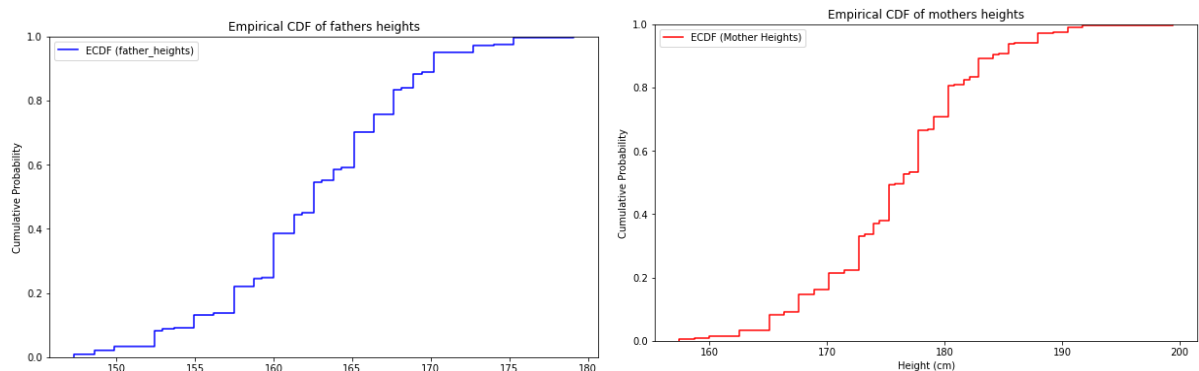 Empirical CDF of fathers heights
ECDF (father_heights)
Cumulative Probability
1.0
0.8
0.6
0.4
0.2
0.0
150 155 160 165 170 175 180
Empirical CDF of mothers heights
ECDF (Mother Heights)
Cumulative Probability
1.0
0.8
0.6
0.4
0.2
0.0
160 170 180 190 200
Height (cm)